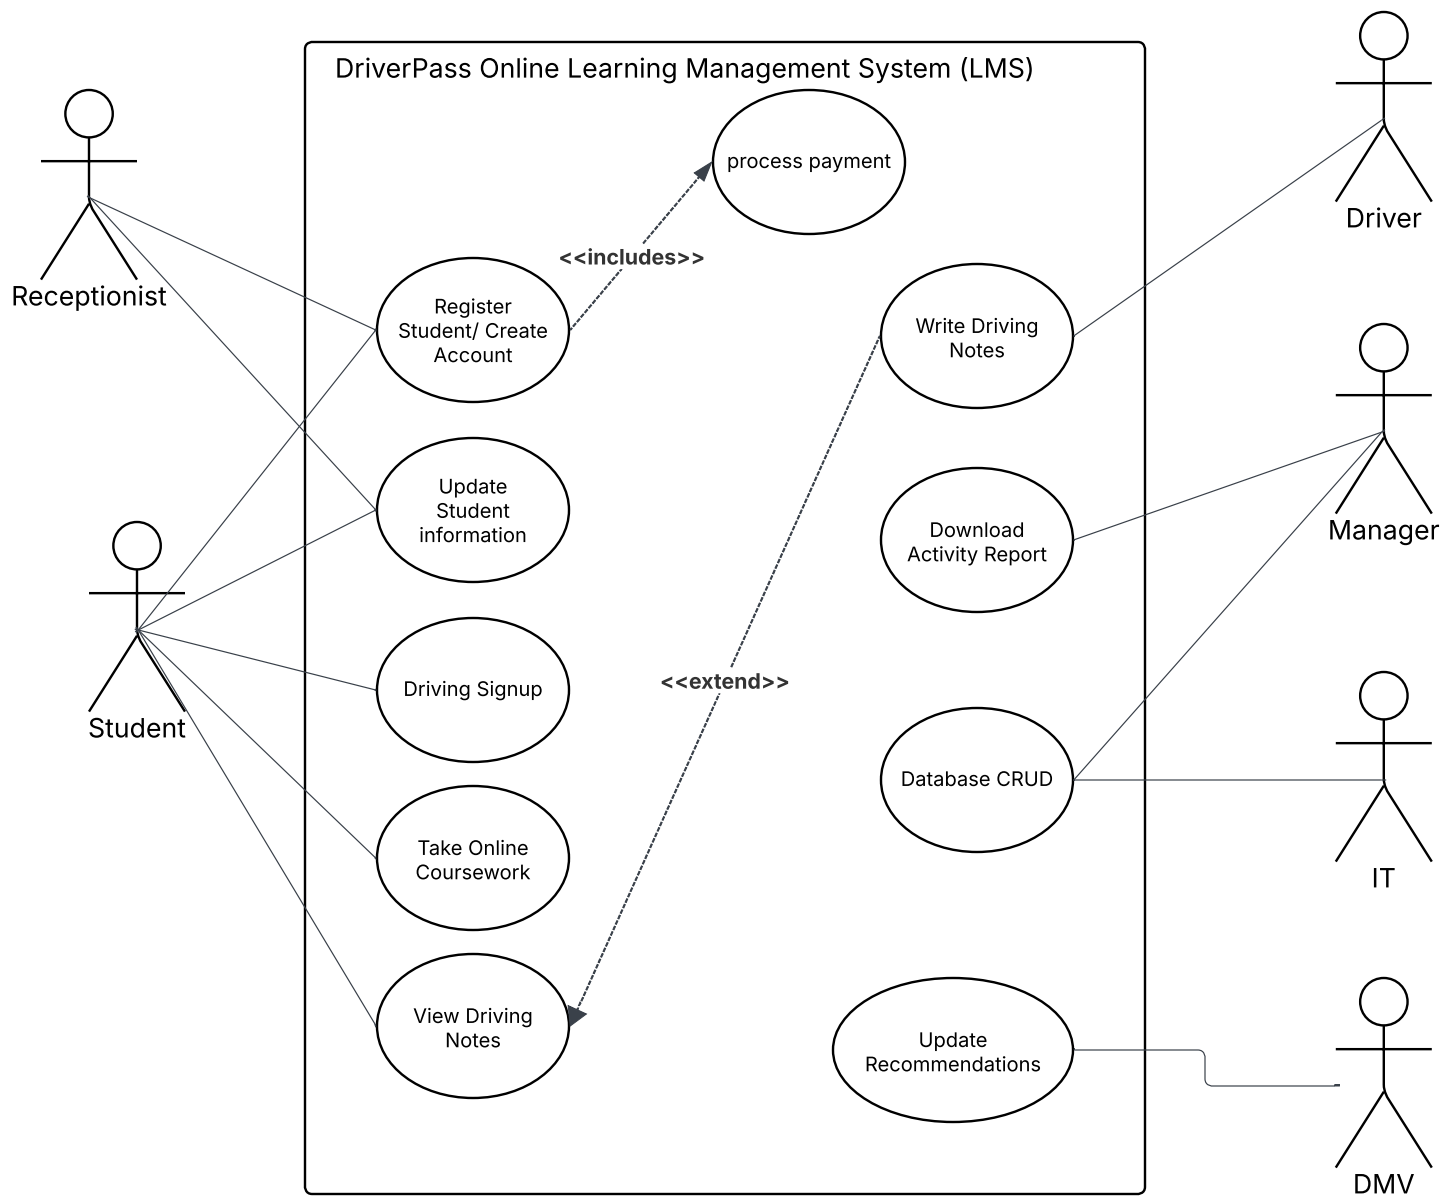 DriverPass Online Learning Management System (LMS)
process payment
<<includes>>
Receptionist
Register
Student/ Create
Account
Update
Student
information
Student
Driving Signup
Take Online
Coursework
View Driving
Notes
<<extend>>
Write Driving
Notes
Download
Activity Report
Database CRUD
Update
Recommendations
Driver
Manager
IT
DMV